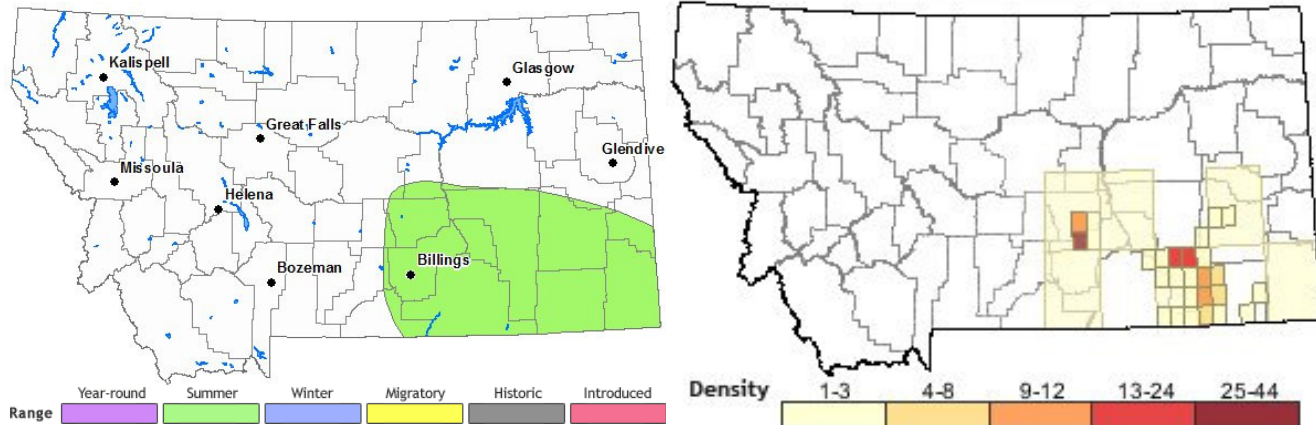 Kalispell
Glasgow
Great Falls
Glendive
Missoula
Helena
Bozeman
Billings
Range Year-round Summer Winter Migratory Historic Introduced
Density 1-3 4-8 9-12 13-24 25-44